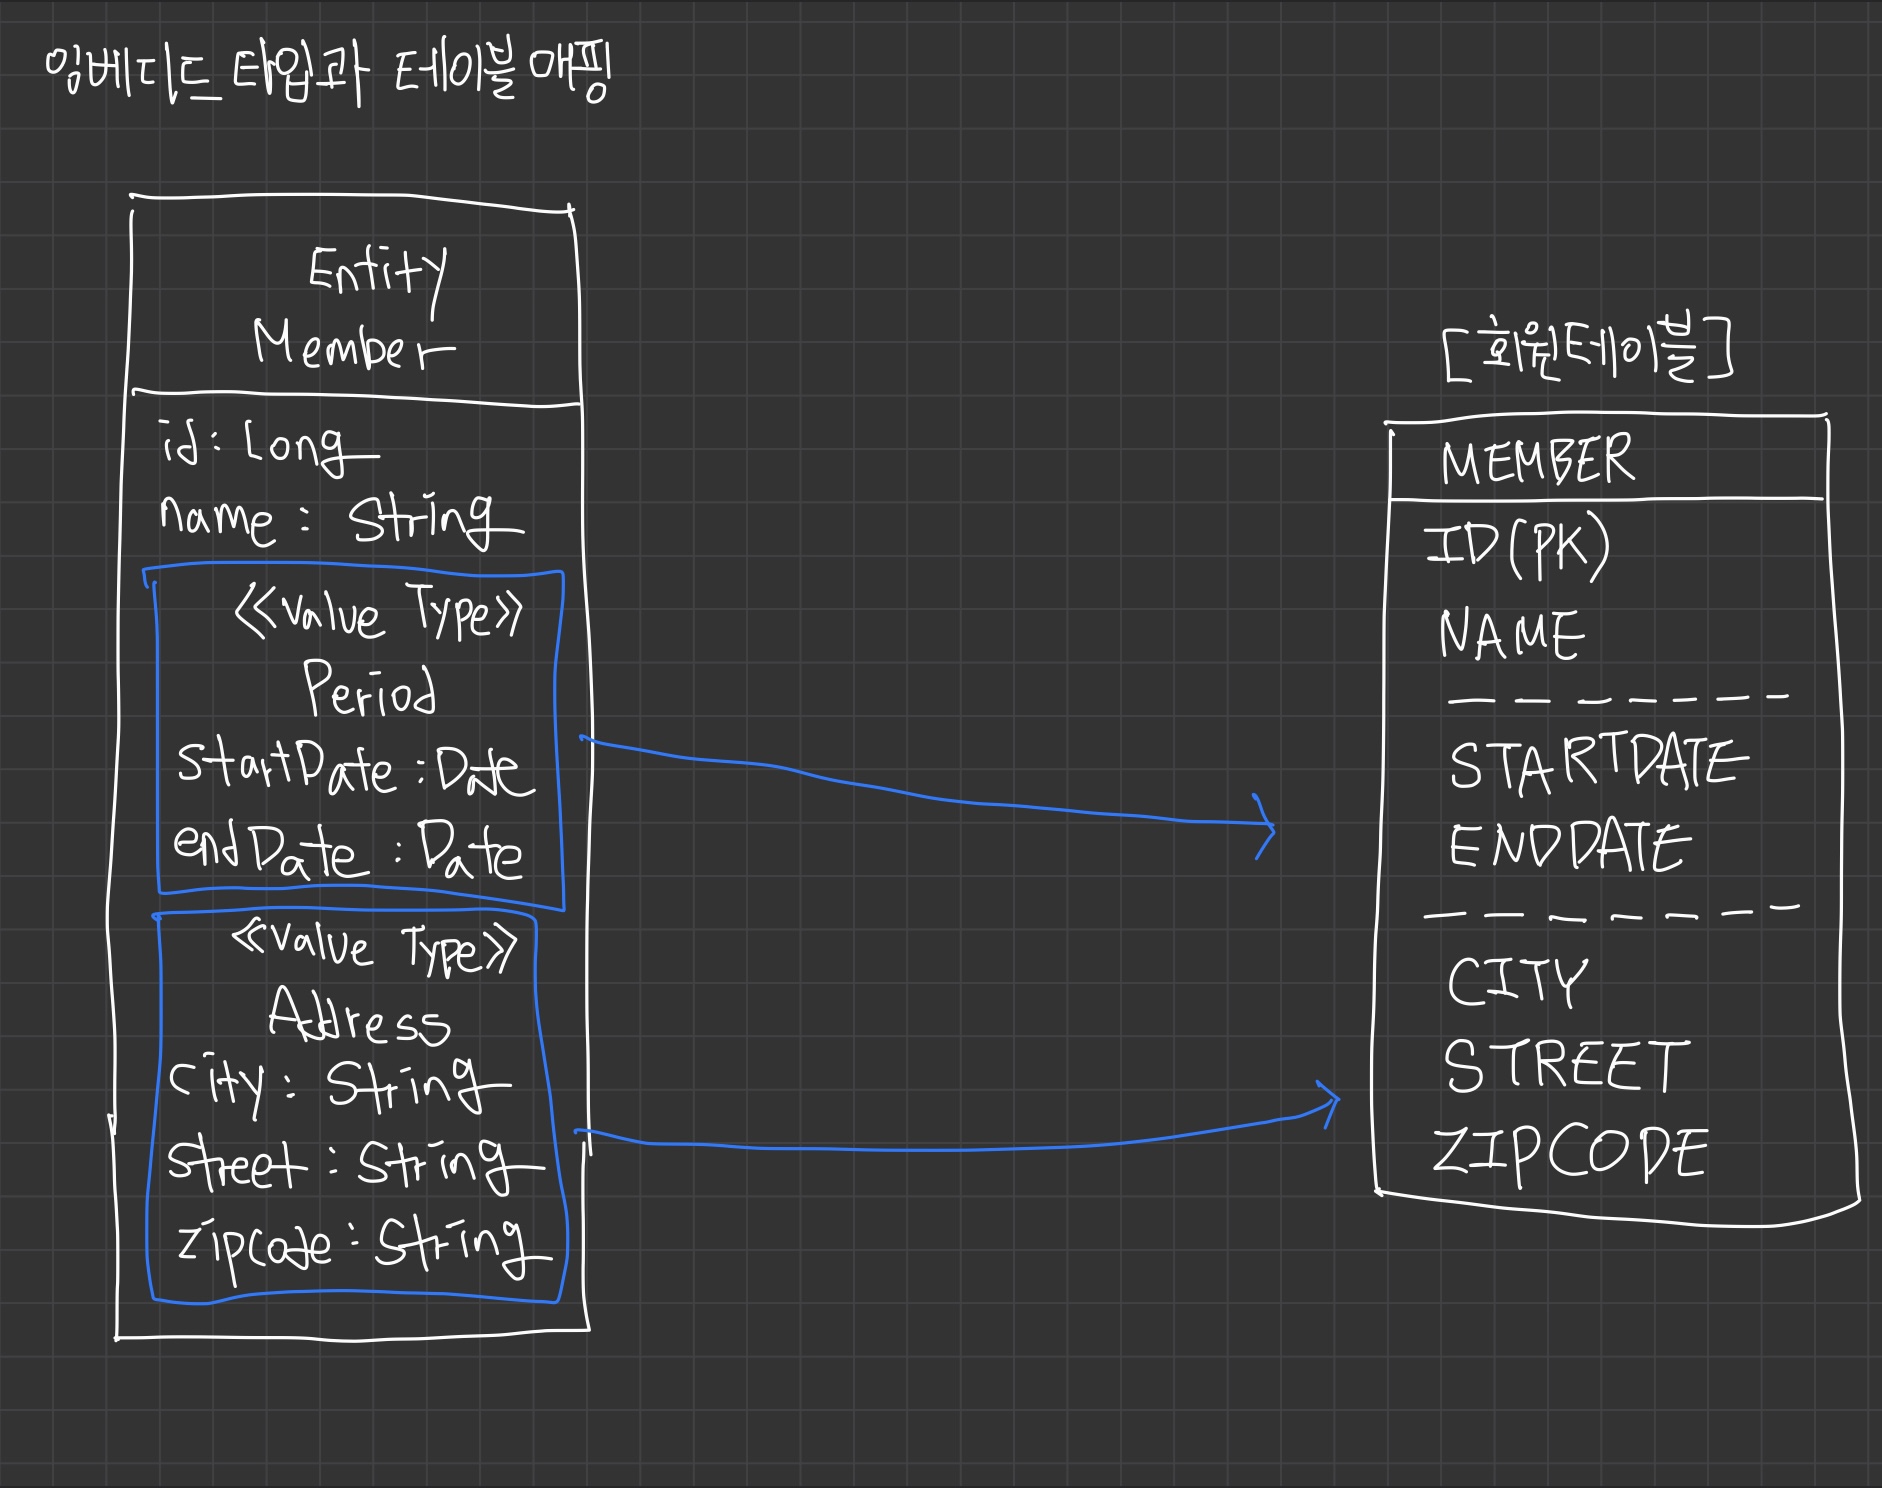 임베디드 타입과 테이블 매핑
Entity
Member
id: Long
name: String
《Value Type》
Period
startDate: Date
endDate: Date
《Value Type》
Address
city: String
street: String
zipcode: String
[회원테이블]
MEMBER
ID(PK)
NAME
STARTDATE
ENDDATE
CITY
STREET
ZIPCODE